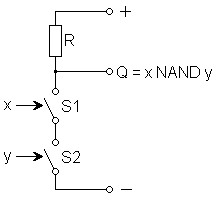 +
R
Q = x NAND y
x
S1
y
S2
−